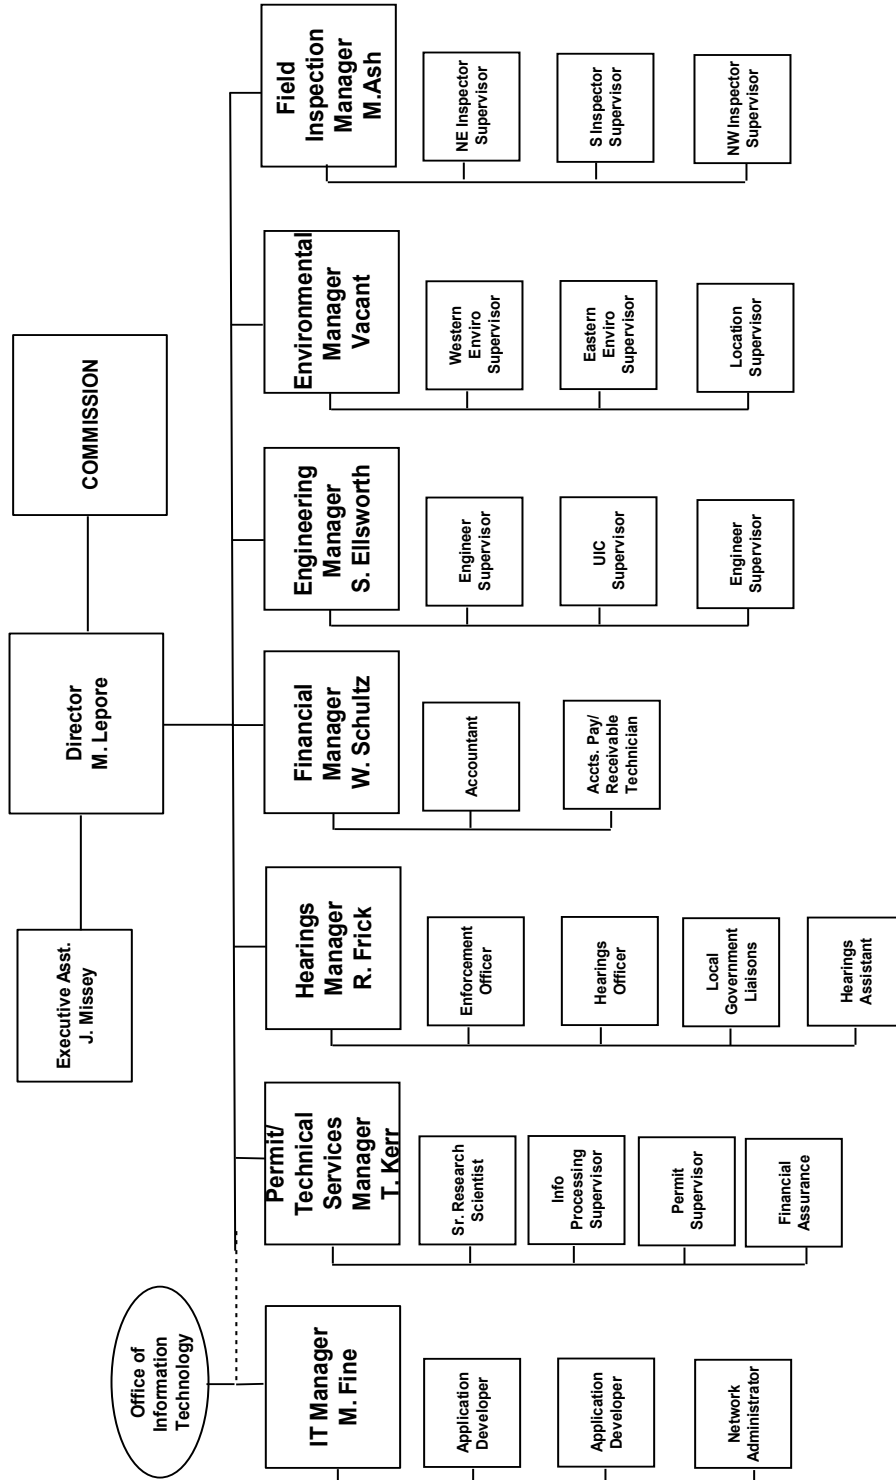 Executive Asst.
J. Missey
Director
M. Lepore
COMMISSION
Office of
Information
Technology
IT Manager
M. Fine
Application
Developer
Application
Developer
Network
Administrator
Permit/
Technical
Services
Manager
T. Kerr
Sr. Research
Scientist
Info
Processing
Supervisor
Permit
Supervisor
Financial
Assurance
Hearings
Manager
R. Frick
Enforcement
Officer
Hearings
Officer
Local
Government
Liaisons
Hearings
Assistant
Financial
Manager
W. Schultz
Accountant
Accts. Pay/
Receivable
Technician
Engineering
Manager
S. Ellsworth
Engineer
Supervisor
UIC
Supervisor
Engineer
Supervisor
Environmental
Manager
Vacant
Western
Enviro
Supervisor
Eastern
Enviro
Supervisor
Location
Supervisor
Field
Inspection
Manager
M.Ash
NE Inspector
Supervisor
S Inspector
Supervisor
NW Inspector
Supervisor